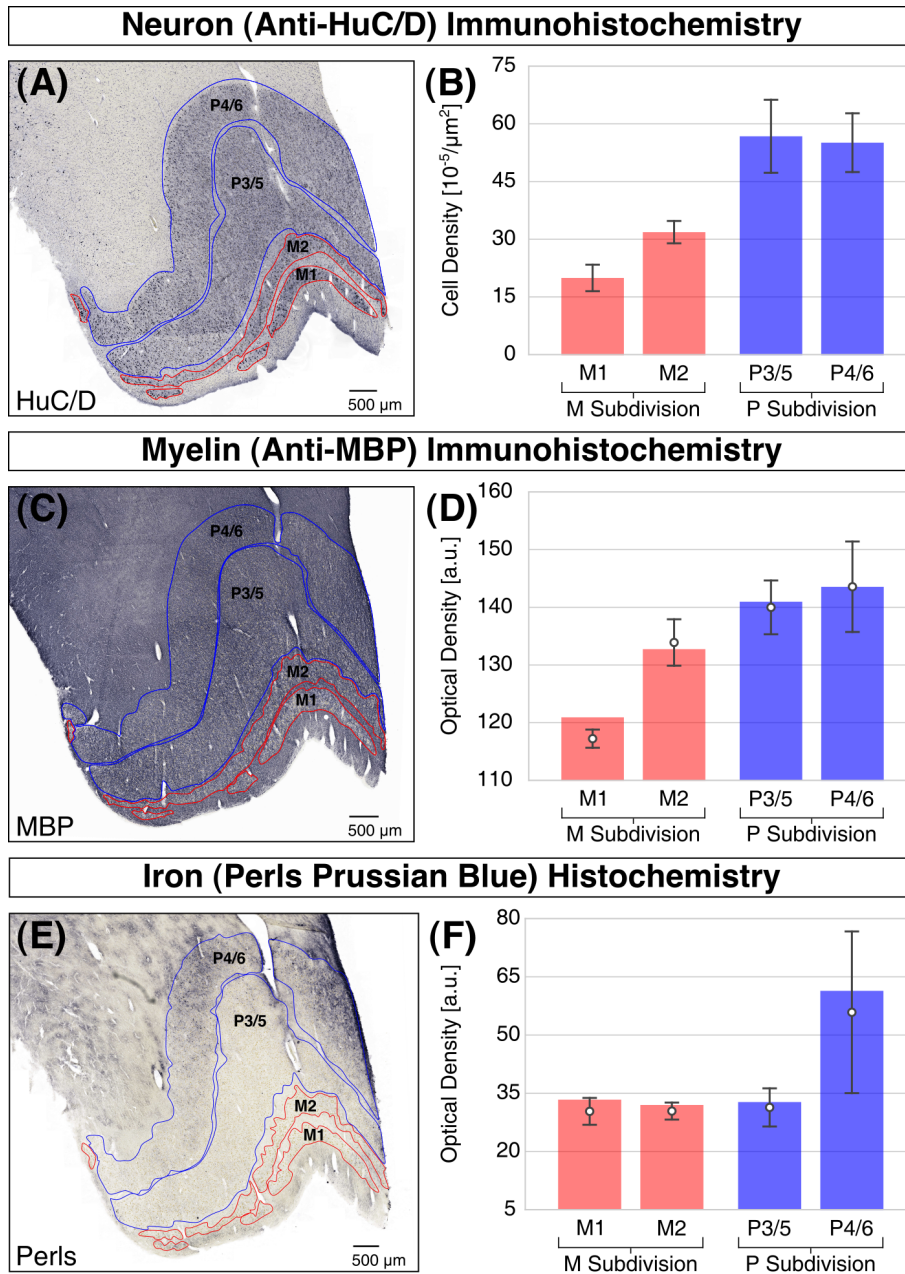 Neuron (Anti-HuC/D) Immunohistochemistry
(A)
P4/6
P3/5
M2
M1
HuC/D
500 µm
(B)
Cell Density [10⁻⁵/µm²]
75
60
45
30
15
0
M1 M2 P3/5 P4/6
M Subdivision P Subdivision
Myelin (Anti-MBP) Immunohistochemistry
(C)
P4/6
P3/5
M2
M1
MBP
500 µm
(D)
Optical Density [a.u.]
160
150
140
130
120
110
M1 M2 P3/5 P4/6
M Subdivision P Subdivision
Iron (Perls Prussian Blue) Histochemistry
(E)
P4/6
P3/5
M2
M1
Perls
500 µm
(F)
Optical Density [a.u.]
80
65
50
35
20
5
M1 M2 P3/5 P4/6
M Subdivision P Subdivision